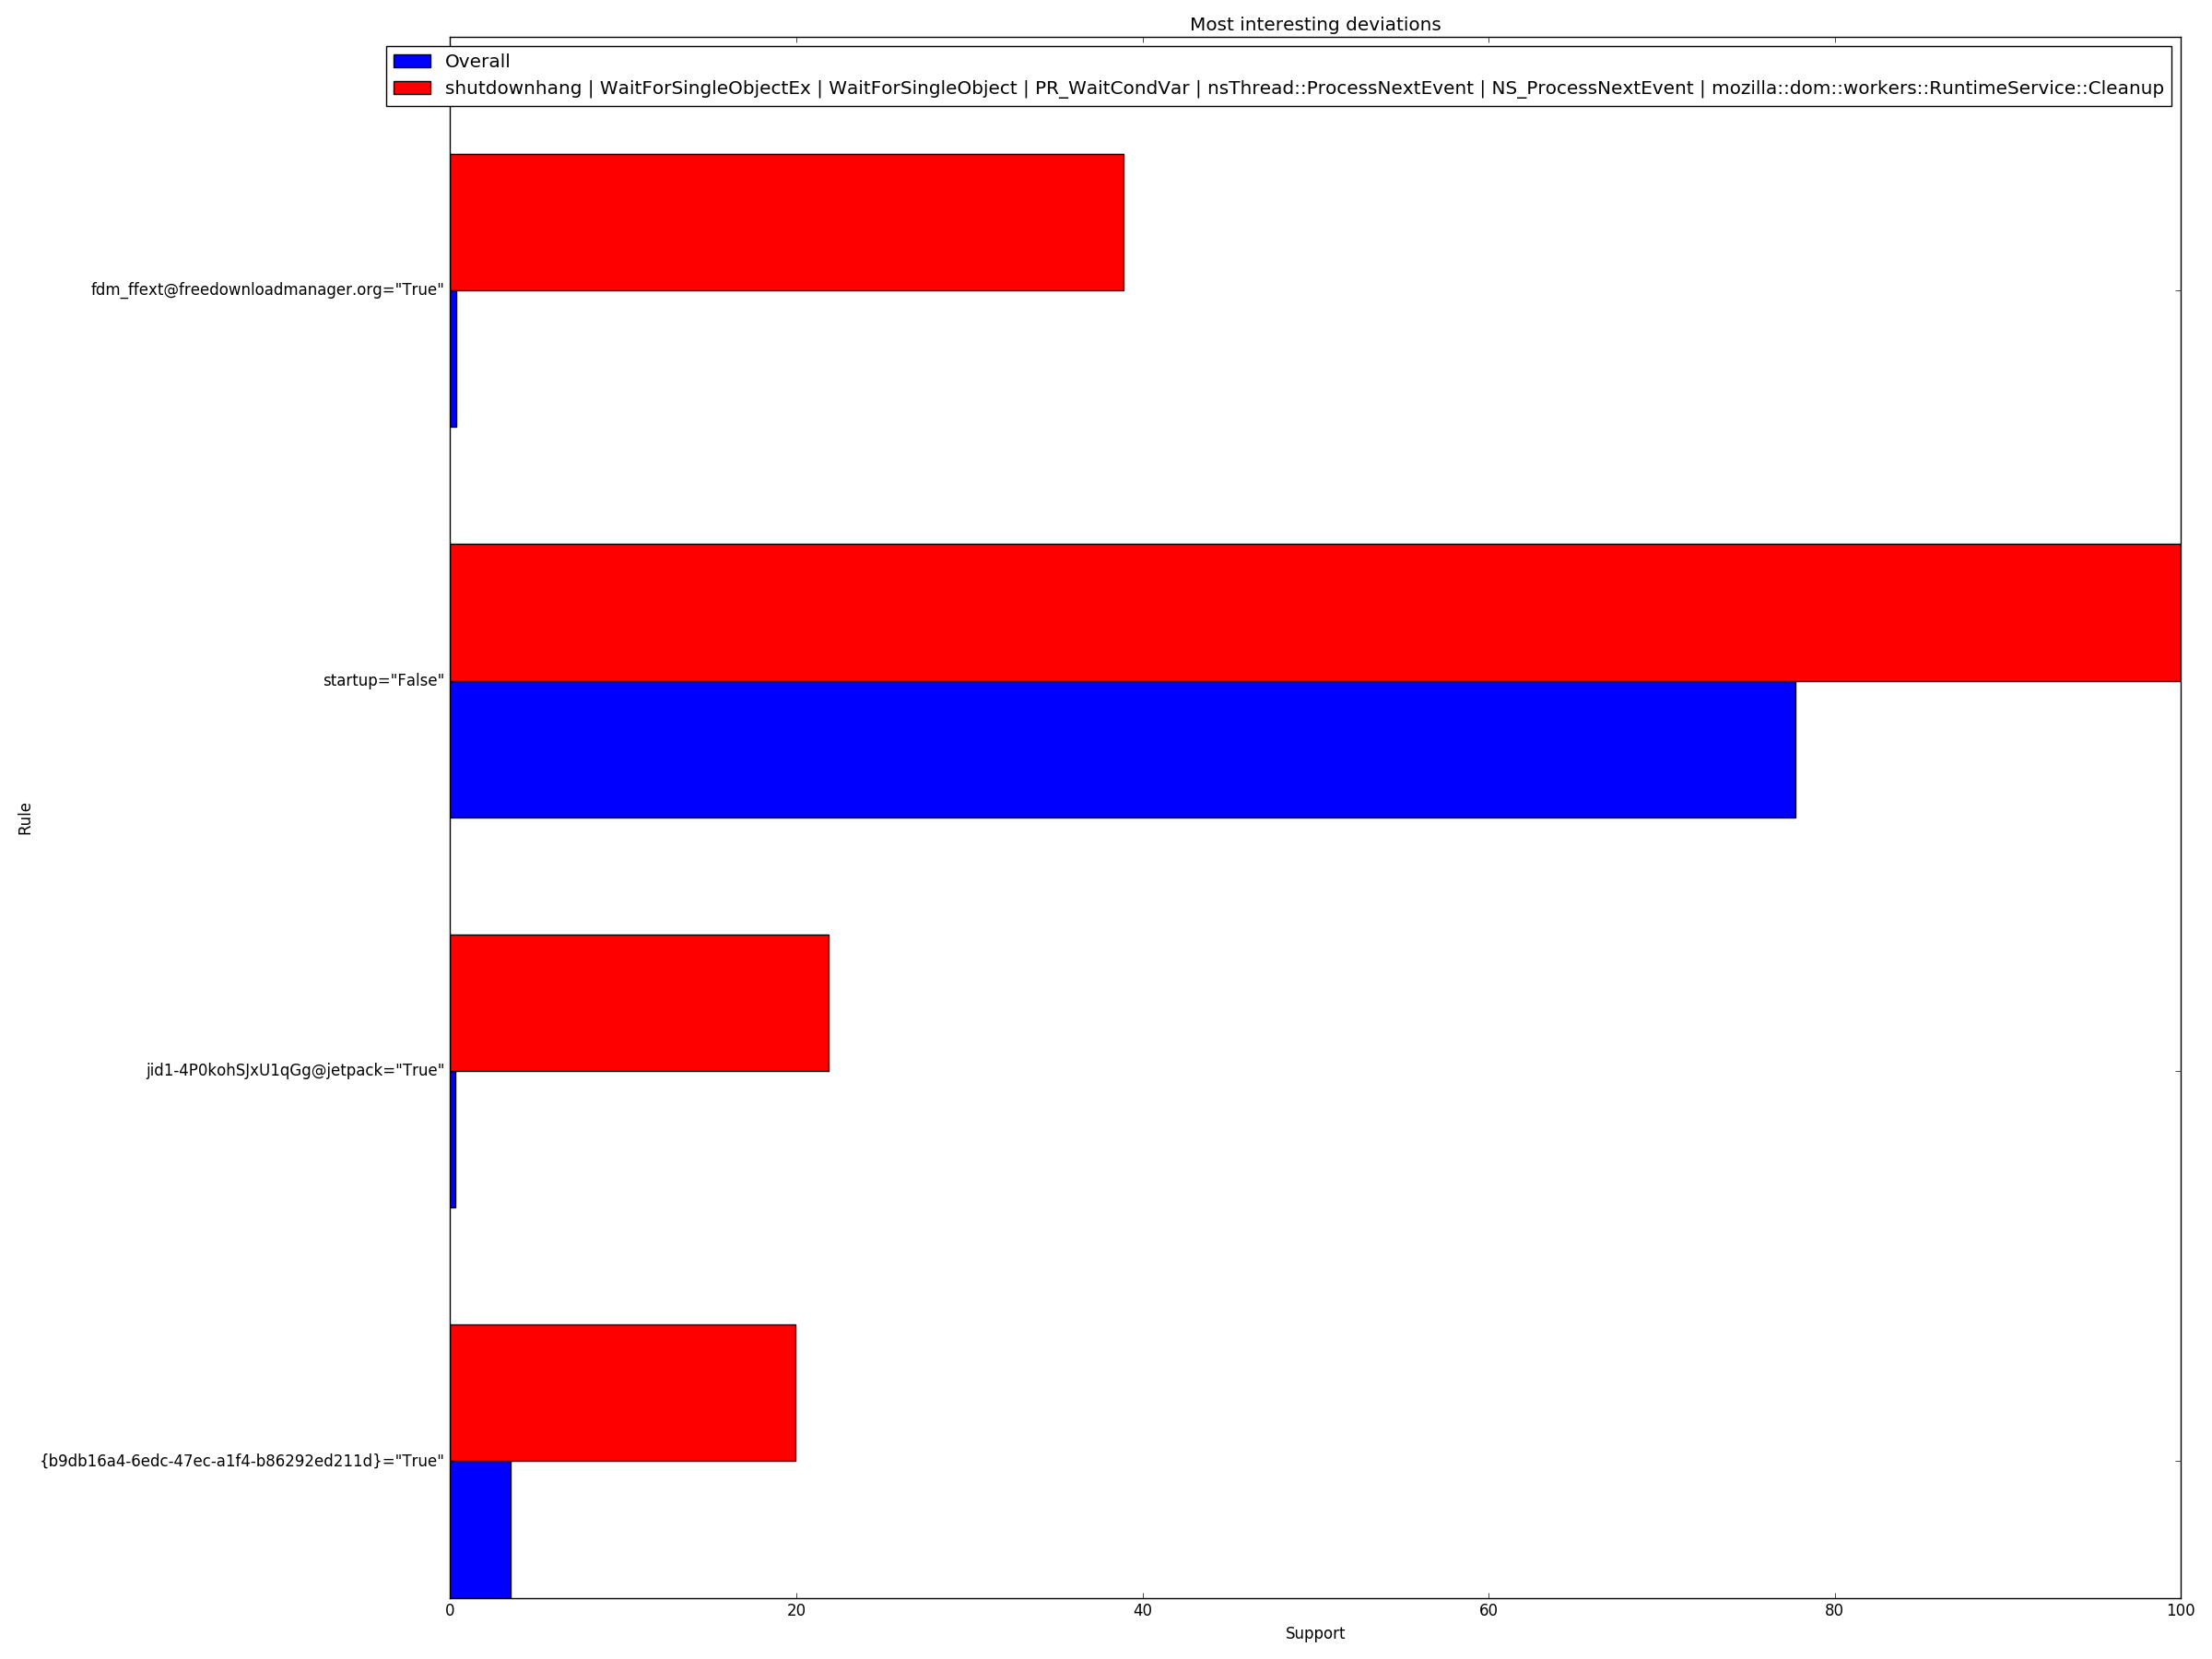 Most interesting deviations
Overall
shutdownhang | WaitForSingleObjectEx | WaitForSingleObject | PR_WaitCondVar | nsThread::ProcessNextEvent | NS_ProcessNextEvent | mozilla::dom::workers::RuntimeService::Cleanup
fdm_ffext@freedownloadmanager.org="True"
startup="False"
Rule
jid1-4P0kohSJxU1qGg@jetpack="True"
{b9db16a4-6edc-47ec-a1f4-b86292ed211d}="True"
0 20 40 60 80 100
Support